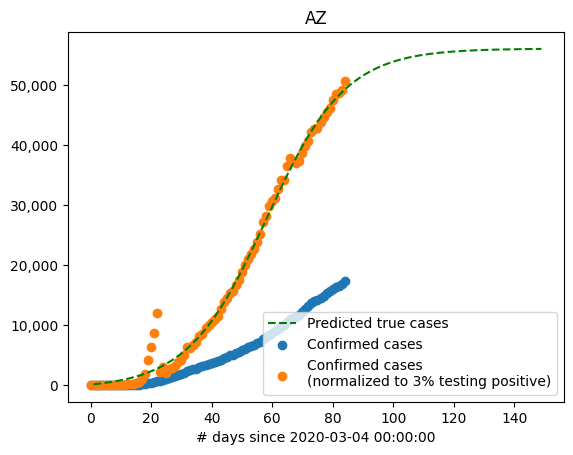 AZ
50,000
40,000
30,000
20,000
10,000
0
Predicted true cases
Confirmed cases
Confirmed cases
(normalized to 3% testing positive)
0 20 40 60 80 100 120 140
# days since 2020-03-04 00:00:00